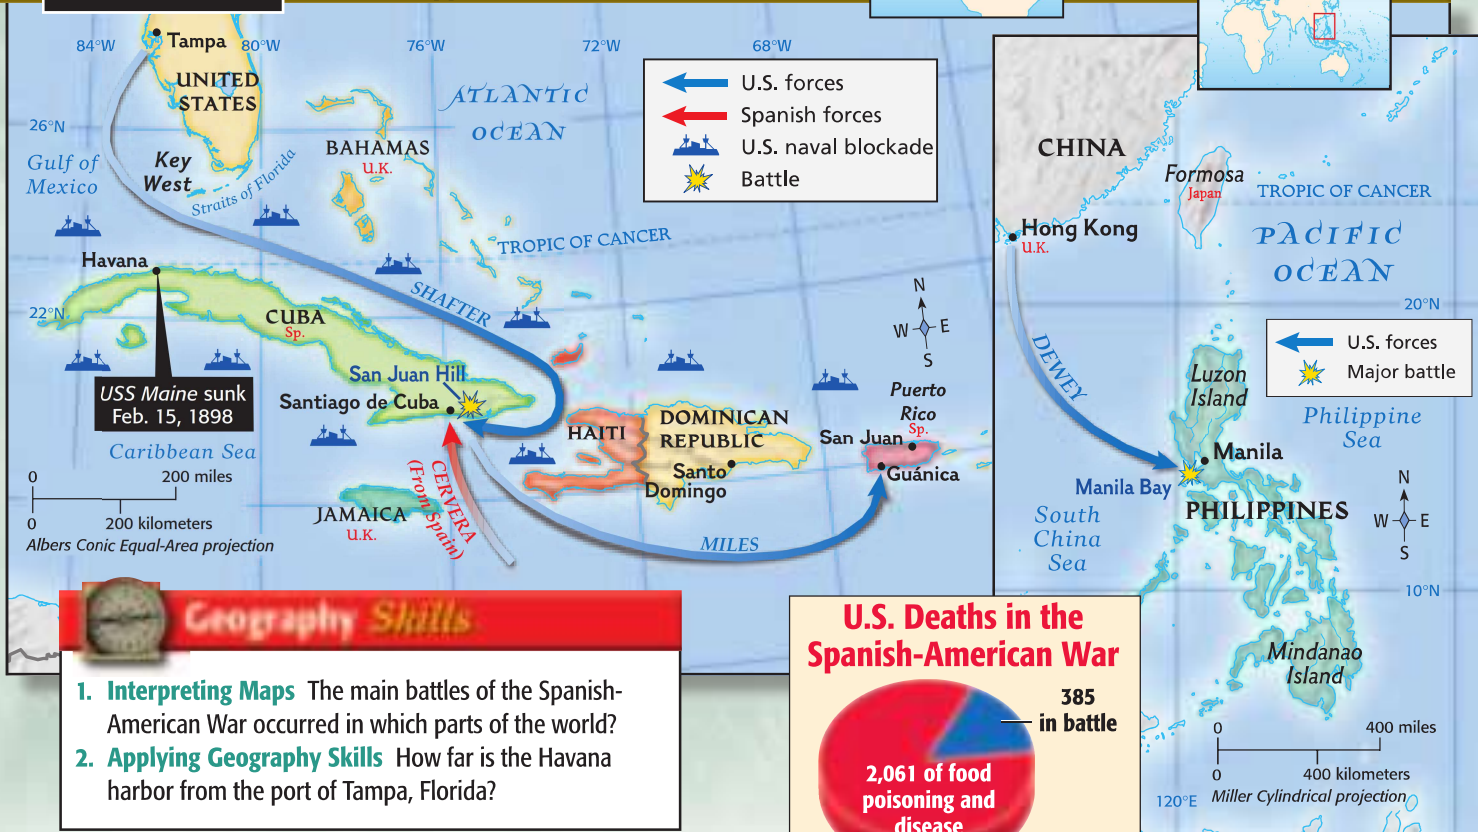 84°W
80°W
76°W
72°W
68°W
Tampa
UNITED
STATES
ATLANTIC
OCEAN
26°N
Gulf of
Mexico
Key
West
Straits of Florida
BAHAMAS
U.K.
TROPIC OF CANCER
Havana
SHAFTER
22°N
CUBA
Sp.
San Juan Hill
Santiago de Cuba
USS Maine sunk
Feb. 15, 1898
Caribbean Sea
HAITI
DOMINICAN
REPUBLIC
Santo
Domingo
Puerto
Rico
Sp.
San Juan
Guánica
N
W E
S
JAMAICA
U.K.
CERVERA
(From Spain)
MILES
0 200 miles
0 200 kilometers
Albers Conic Equal-Area projection
U.S. forces
Spanish forces
U.S. naval blockade
Battle
CHINA
Formosa
Japan
TROPIC OF CANCER
Hong Kong
U.K.
PACIFIC
OCEAN
20°N
DEWEY
U.S. forces
Major battle
Luzon
Island
Philippine
Sea
Manila
Manila Bay
PHILIPPINES
South
China
Sea
N
W E
S
10°N
Mindanao
Island
0 400 miles
0 400 kilometers
120°E
Miller Cylindrical projection
Geography Skills
1. Interpreting Maps The main battles of the Spanish-
American War occurred in which parts of the world?
2. Applying Geography Skills How far is the Havana
harbor from the port of Tampa, Florida?
U.S. Deaths in the
Spanish-American War
385
in battle
2,061 of food
poisoning and
disease